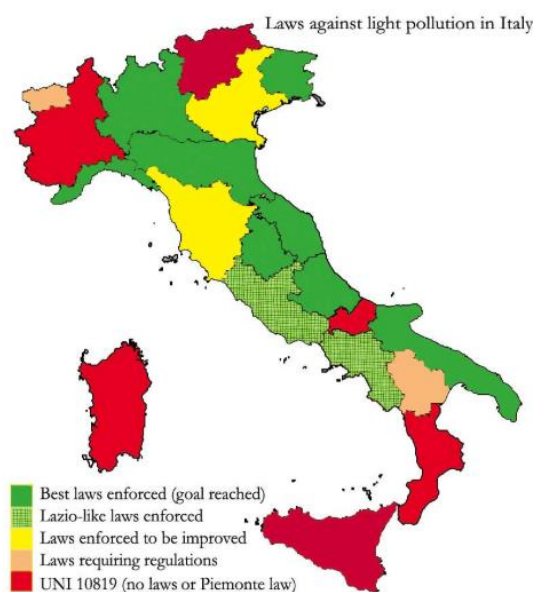 Laws against light pollution in Italy
Best laws enforced (goal reached)
Lazio-like laws enforced
Laws enforced to be improved
Laws requiring regulations
UNI 10819 (no laws or Piemonte law)